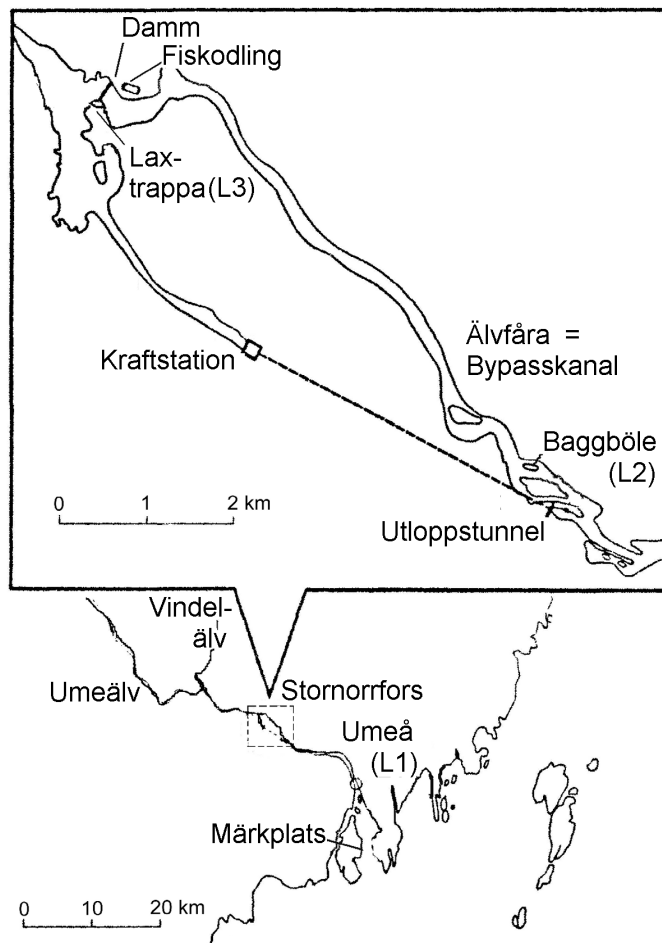 Damm
Fiskodling
Lax-
trappa(L3)
Kraftstation
Älvfåra =
Bypasskanal
Baggböle
(L2)
0 1 2 km
Utloppstunnel
Vindel-
älv
Umeälv
Stornorrfors
Umeå
(L1)
Märkplats
0 10 20 km